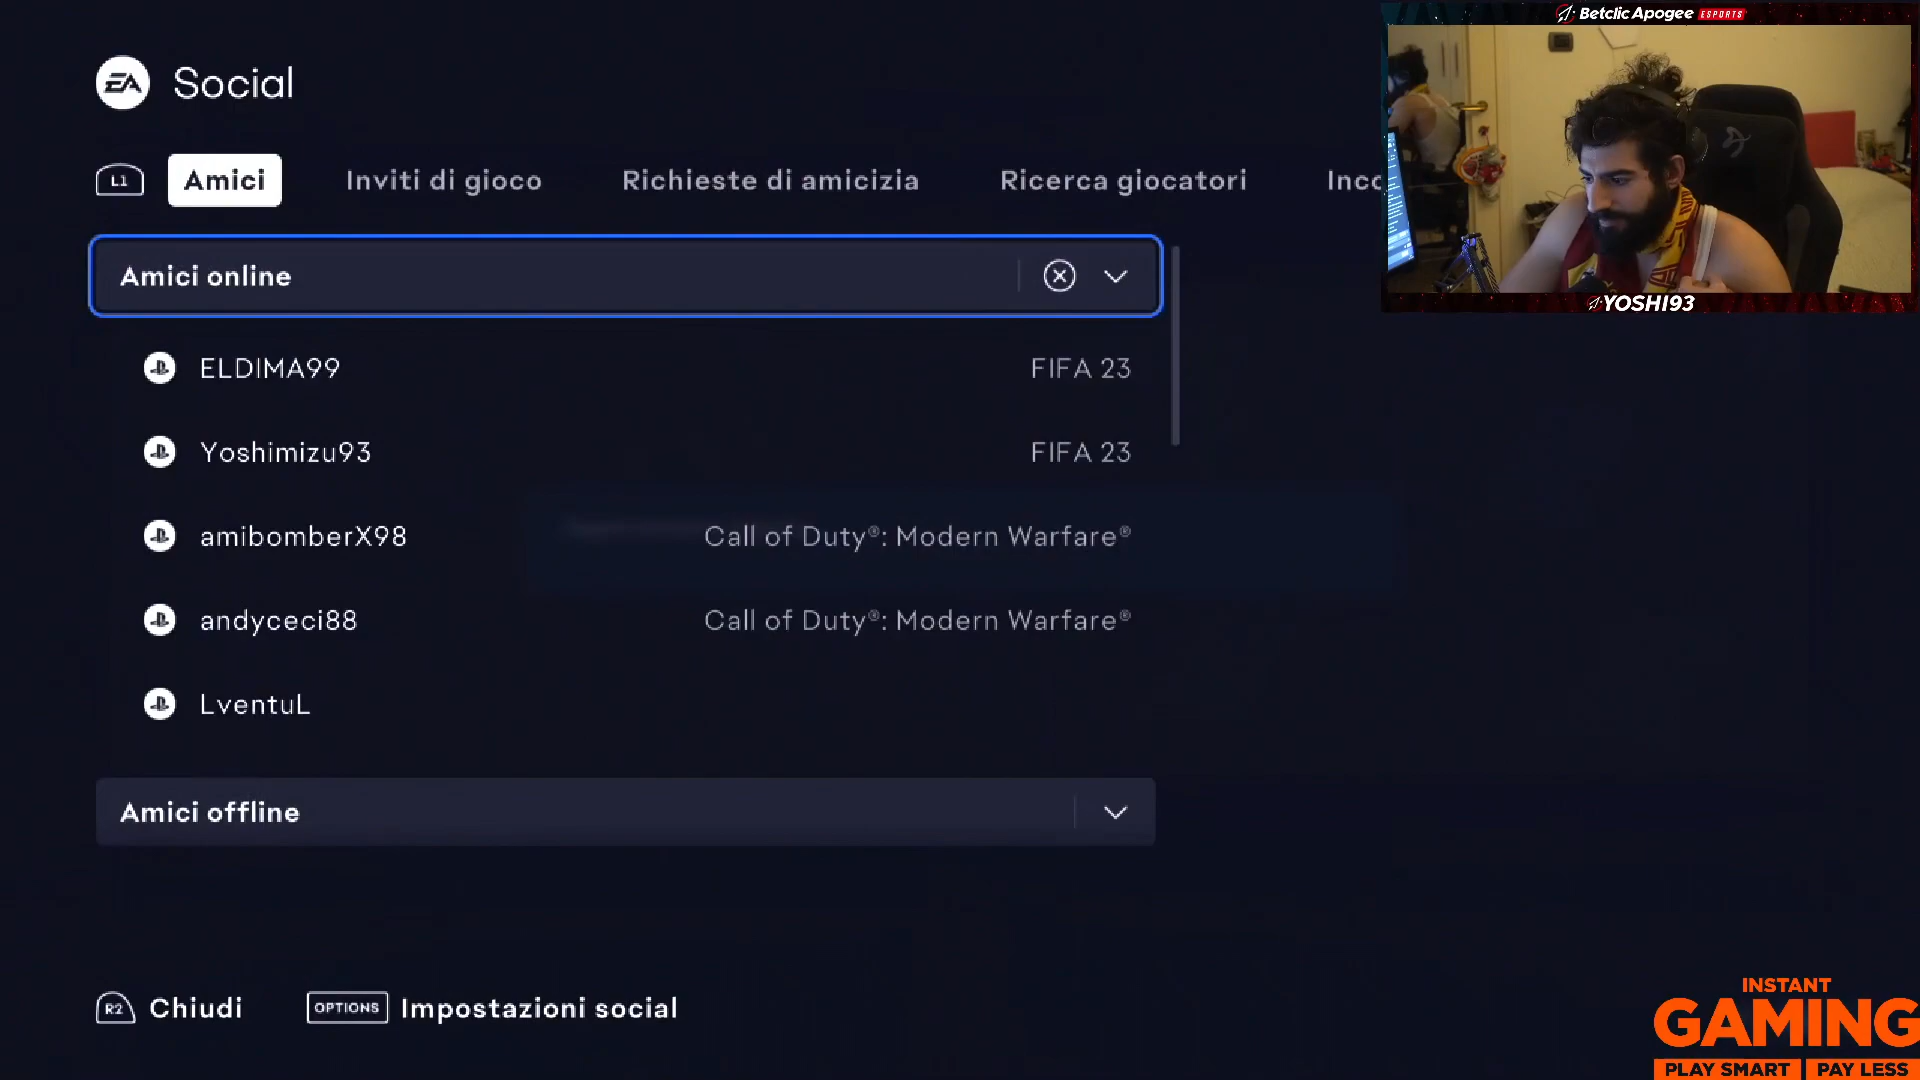 Betclic Apogee ESPORTS
EA Social
L1 Amici Inviti di gioco Richieste di amicizia Ricerca giocatori Inco
YOSHI93
Amici online
ELDIMA99 FIFA 23
Yoshimizu93 FIFA 23
amibomberX98 Call of Duty®: Modern Warfare®
andyceci88 Call of Duty®: Modern Warfare®
LventuL
Amici offline
R2 Chiudi OPTIONS Impostazioni social
INSTANT
GAMING
PLAY SMART | PAY LESS